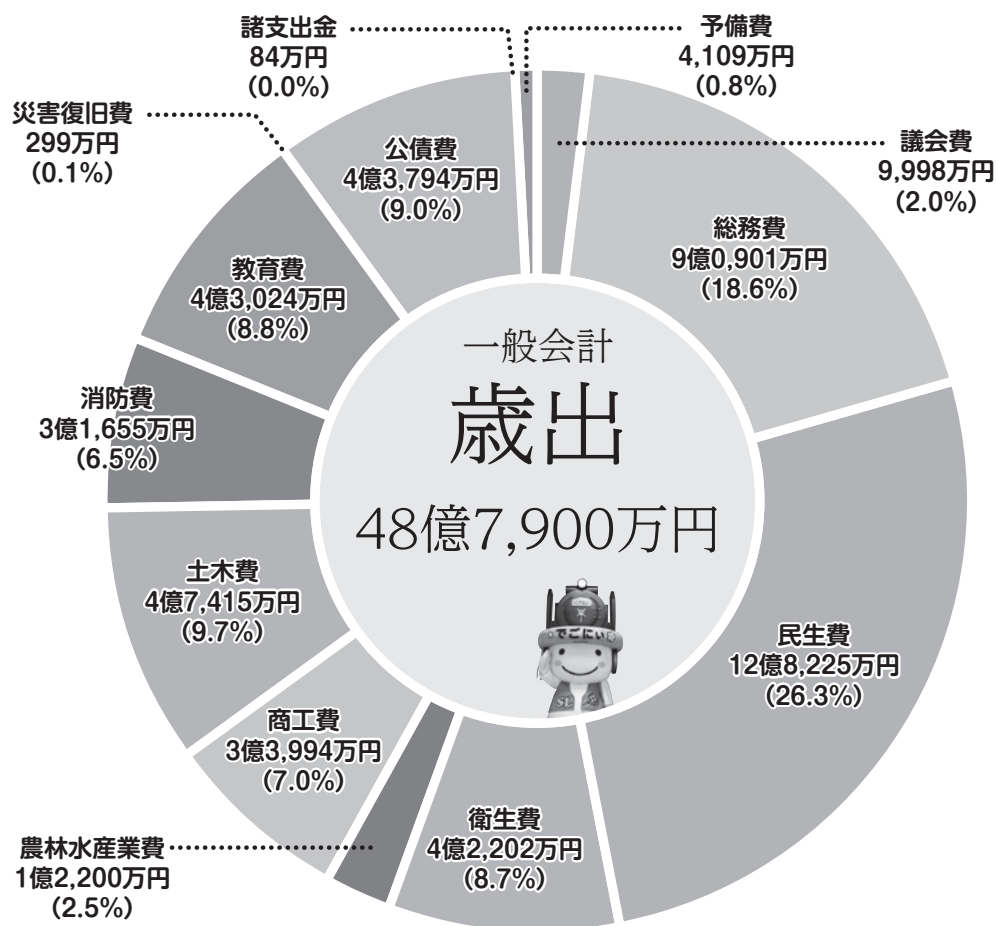 諸支出金
84万円
(0.0%)
予備費
4,109万円
(0.8%)
議会費
9,998万円
(2.0%)
総務費
9億0,901万円
(18.6%)
民生費
12億8,225万円
(26.3%)
衛生費
4億2,202万円
(8.7%)
農林水産業費
1億2,200万円
(2.5%)
商工費
3億3,994万円
(7.0%)
土木費
4億7,415万円
(9.7%)
消防費
3億1,655万円
(6.5%)
教育費
4億3,024万円
(8.8%)
災害復旧費
299万円
(0.1%)
公債費
4億3,794万円
(9.0%)
一般会計
歳出
48億7,900万円
でごにい